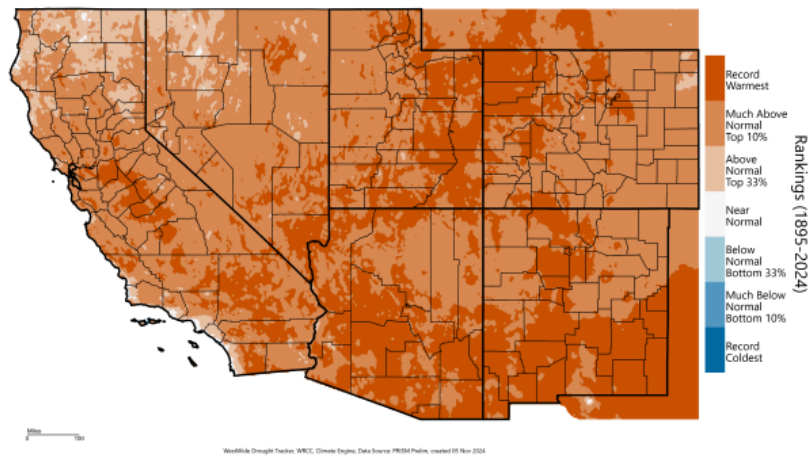 Record
Warmest
Much Above
Normal
Top 10%
Above
Normal
Top 33%
Near
Normal
Below
Normal
Bottom 33%
Much Below
Normal
Bottom 10%
Record
Coldest
Rankings (1895-2024)
Miles
0 100
WestWide Drought Tracker, WRCC, Climate Engine, Data Source: PRISM Prelim, created 05 Nov 2024